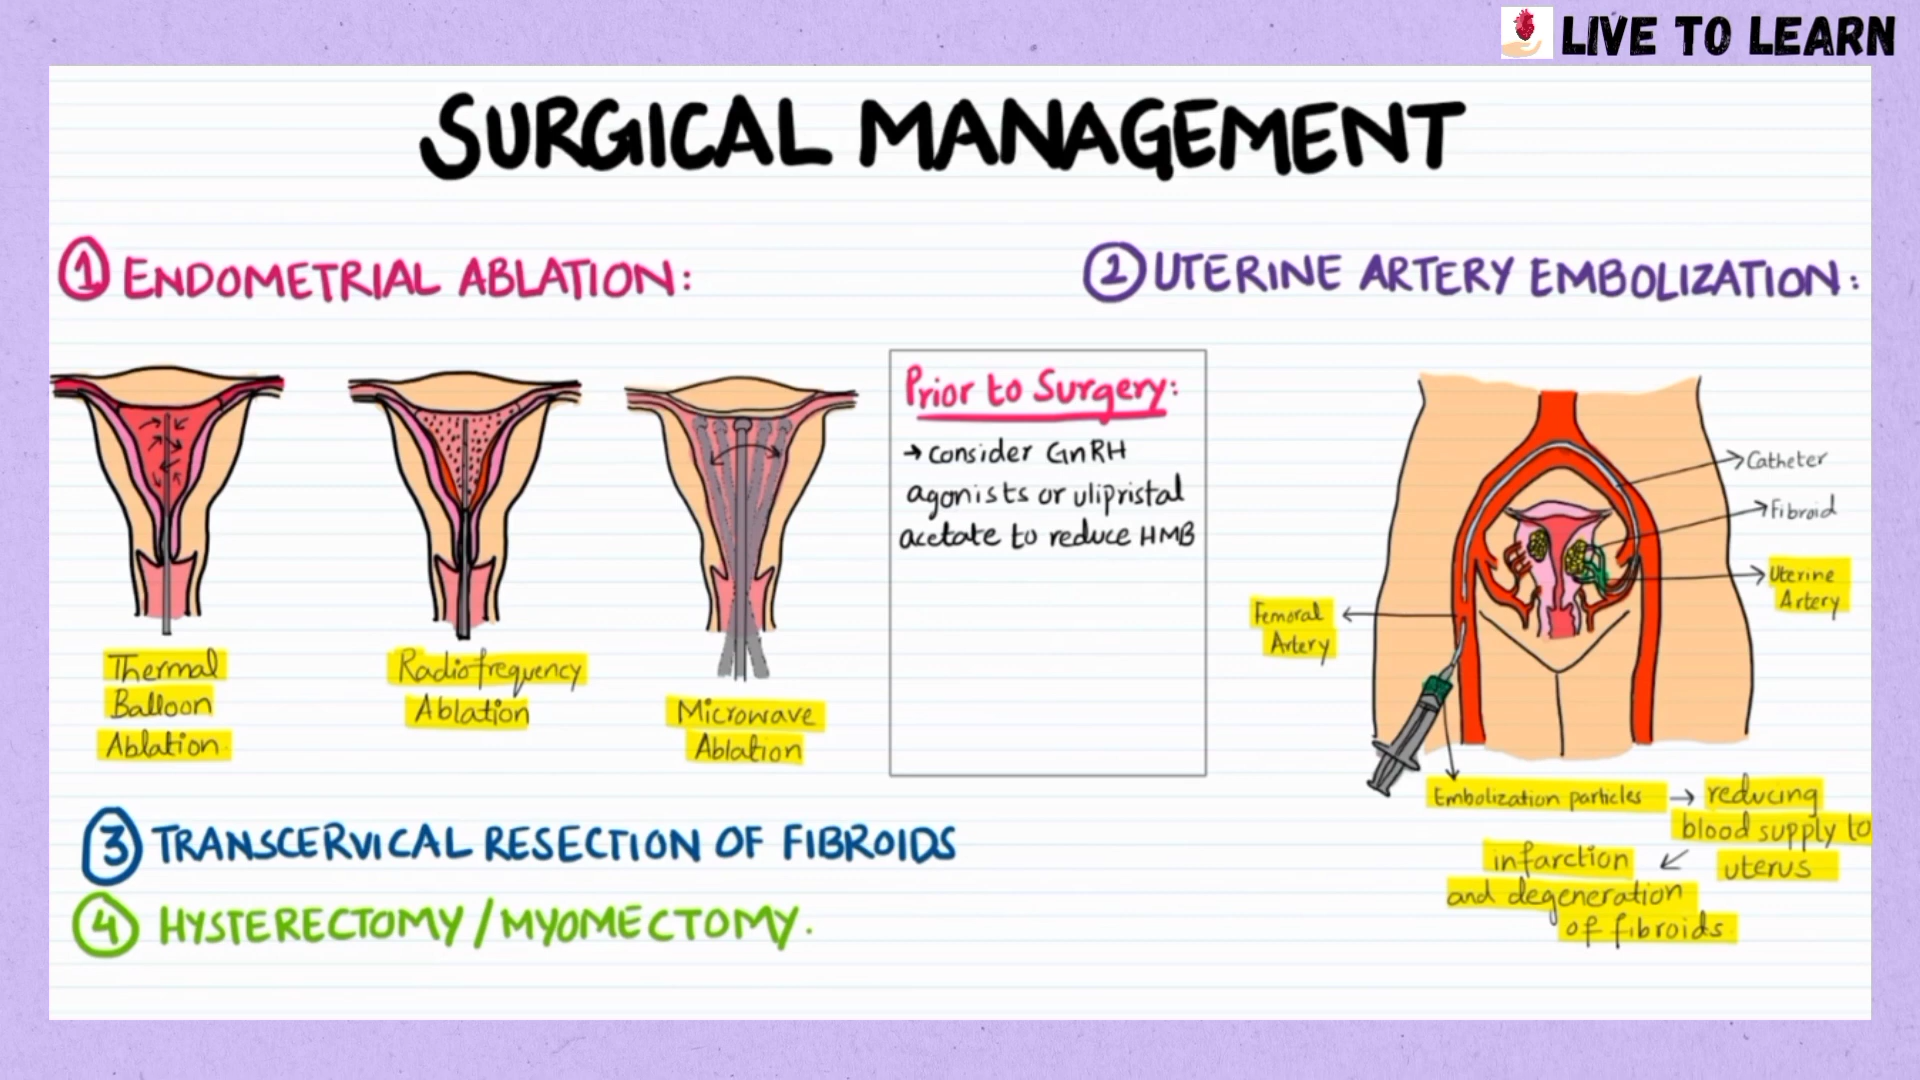 LIVE TO LEARN
SURGICAL MANAGEMENT
1 ENDOMETRIAL ABLATION:
2 UTERINE ARTERY EMBOLIZATION:
Thermal
Balloon
Ablation
Radiofrequency
Ablation
Microwave
Ablation
Prior to Surgery:
→ consider GnRH
agonists or ulipristal
acetate to reduce HMB
Catheter
Fibroid
Uterine
Artery
Femoral
Artery
Embolization particles → reducing
blood supply to
uterus
infarction
and degeneration
of fibroids
3 TRANSCERVICAL RESECTION OF FIBROIDS
4 HYSTERECTOMY/MYOMECTOMY.